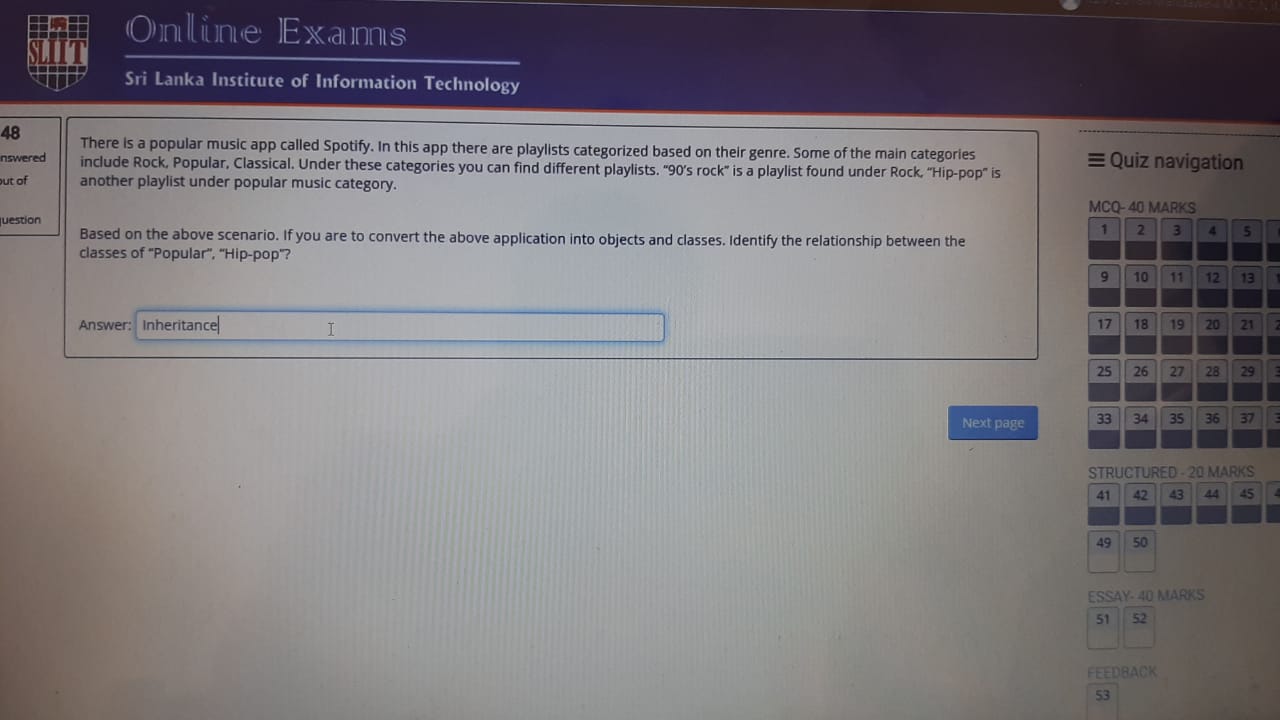 Online Exams
SLIIT
Sri Lanka Institute of Information Technology
48
nswered
out of
question
There is a popular music app called Spotify. In this app there are playlists categorized based on their genre. Some of the main categories
include Rock, Popular, Classical. Under these categories you can find different playlists. “90’s rock” is a playlist found under Rock, “Hip-pop” is
another playlist under popular music category.
Based on the above scenario. If you are to convert the above application into objects and classes. Identify the relationship between the
classes of “Popular”, “Hip-pop”?
Answer: Inheritance
Next page
Quiz navigation
MCQ- 40 MARKS
1 2 3 4 5
9 10 11 12 13
17 18 19 20 21
25 26 27 28 29
33 34 35 36 37
STRUCTURED - 20 MARKS
41 42 43 44 45
49 50
ESSAY- 40 MARKS
51 52
FEEDBACK
53